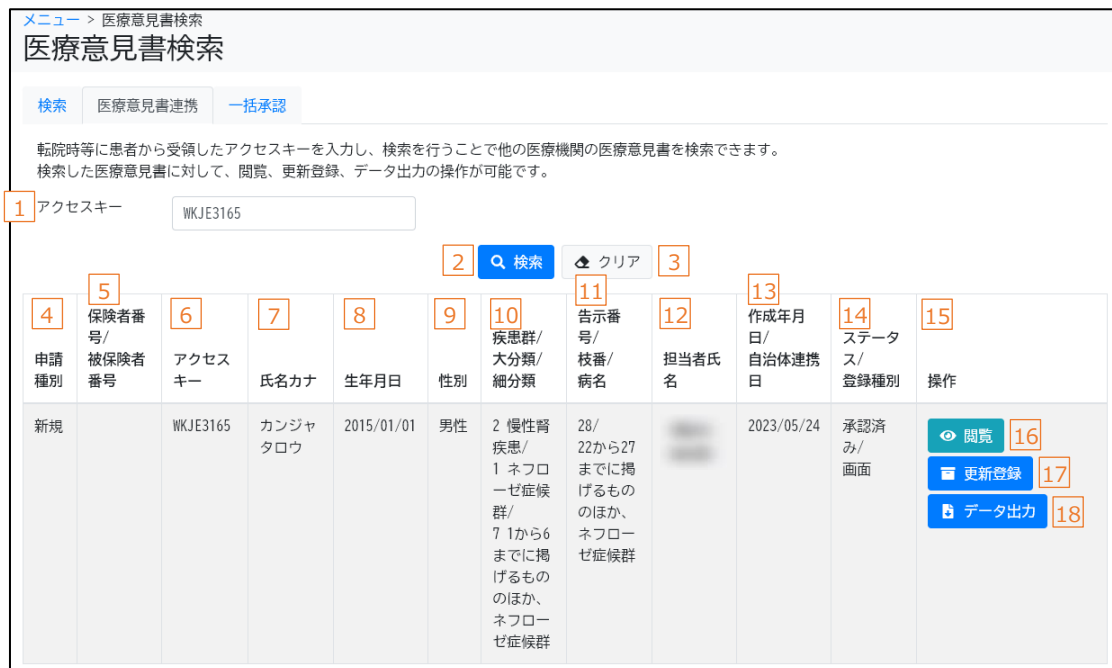 メニュー > 医療意見書検索
医療意見書検索
検索 医療意見書連携 一括承認
転院時等に患者から受領したアクセスキーを入力し、検索を行うことで他の医療機関の医療意見書を検索できます。
検索した医療意見書に対して、閲覧、更新登録、データ出力の操作が可能です。
1 アクセスキー WKJE3165
2 検索 クリア 3
4
申請
種別
5
保険者番
号/
被保険者
番号
6
アクセス
キー
7
氏名カナ
8
生年月日
9
性別
10
疾患群/
大分類/
細分類
11
告示番
号/
枝番/
病名
12
担当者氏
名
13
作成年月
日/
自治体連携
日
14
ステータ
ス/
登録種別
15
操作
新規
WKJE3165
カンジャ
タロウ
2015/01/01
男性
2 慢性腎
疾患/
1 ネフロ
ーゼ症候
群/
7 1から6
までに掲
げるもの
のほか、
ネフロー
ゼ症候群
28/
22から27
までに掲
げるもの
のほか、
ネフロー
ゼ症候群
2023/05/24
承認済
み/
画面
閲覧 16
更新登録 17
データ出力 18